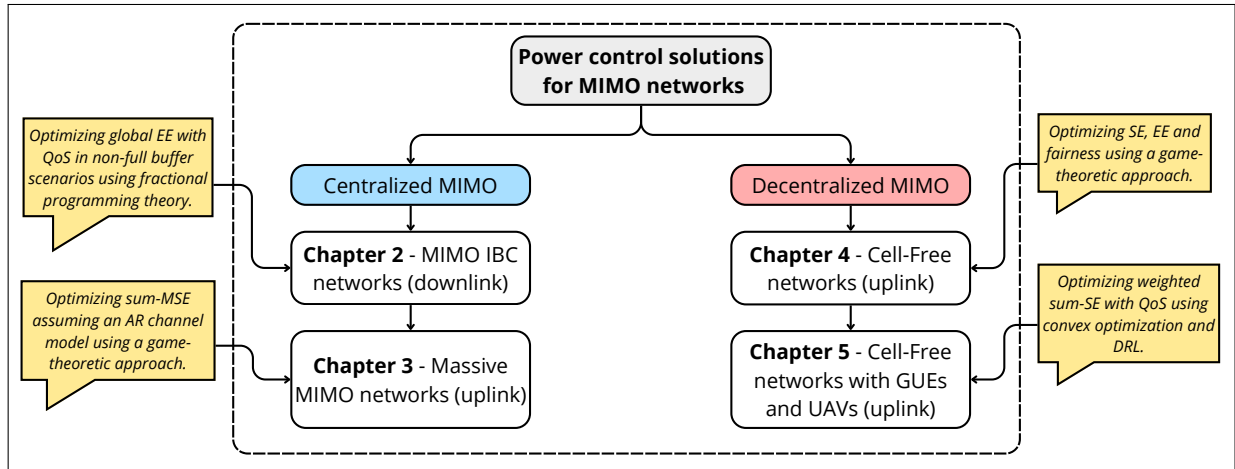 Power control solutions
for MIMO networks
Optimizing global EE with
QoS in non-full buffer
scenarios using fractional
programming theory.
Optimizing SE, EE and
fairness using a game-
theoretic approach.
Centralized MIMO
Decentralized MIMO
Chapter 2 - MIMO IBC
networks (downlink)
Chapter 4 - Cell-Free
networks (uplink)
Optimizing sum-MSE
assuming an AR channel
model using a game-
theoretic approach.
Optimizing weighted
sum-SE with QoS using
convex optimization and
DRL.
Chapter 3 - Massive
MIMO networks (uplink)
Chapter 5 - Cell-Free
networks with GUEs
and UAVs (uplink)